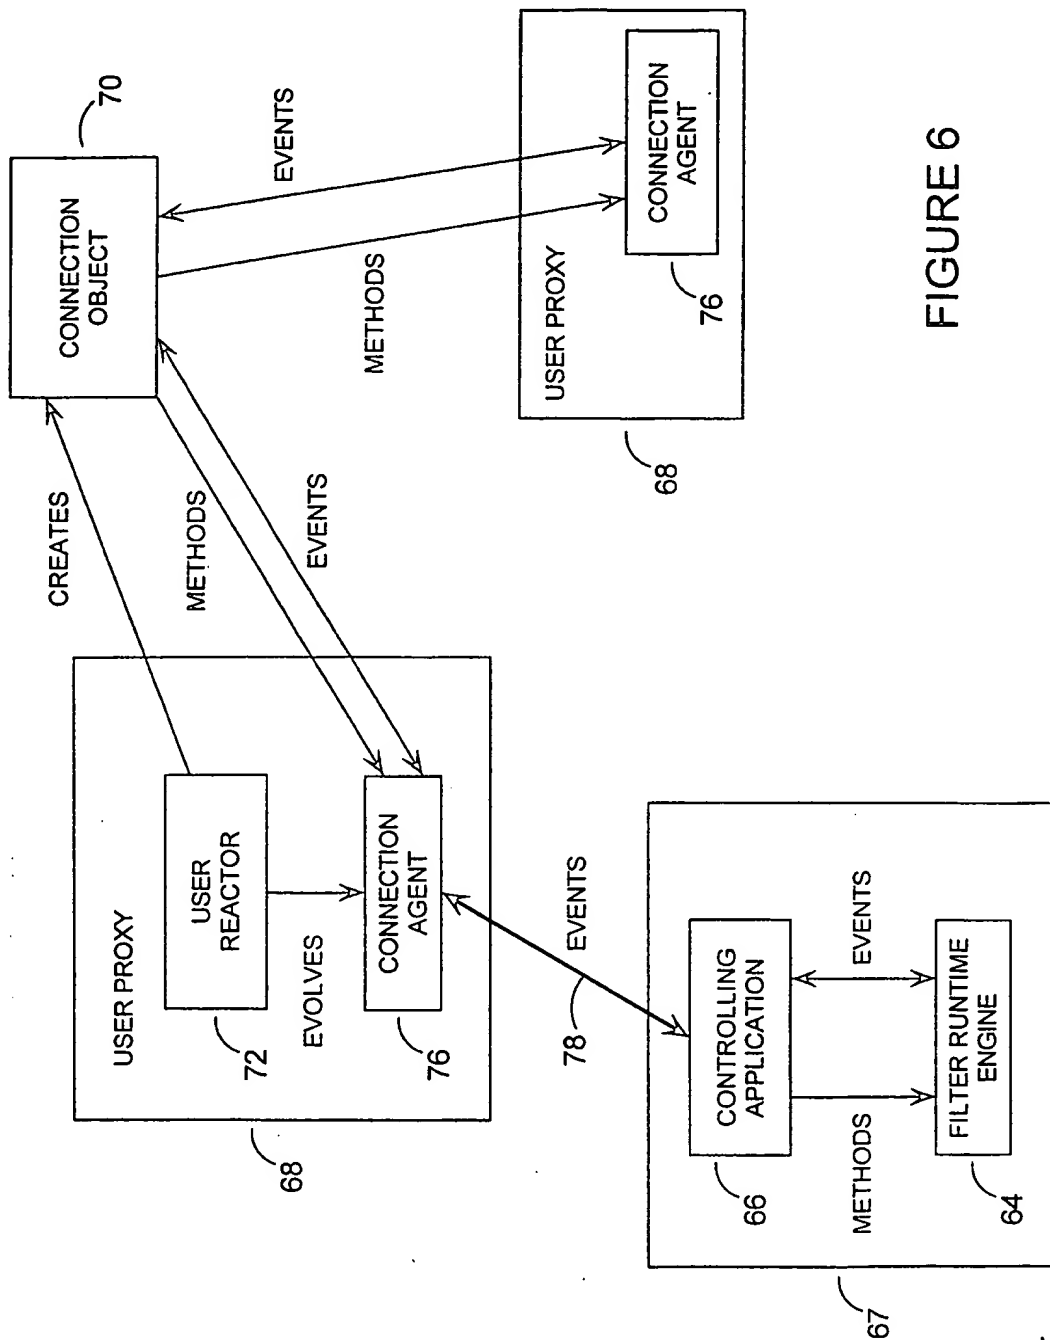 70
CONNECTION
OBJECT
CREATES
METHODS
EVENTS
METHODS
EVENTS
USER PROXY
USER
REACTOR
72
EVOLVES
CONNECTION
AGENT
76
68
USER PROXY
CONNECTION
AGENT
76
68
EVENTS
78
CONTROLLING
APPLICATION
66
METHODS
EVENTS
FILTER RUNTIME
ENGINE
64
67
FIGURE 6